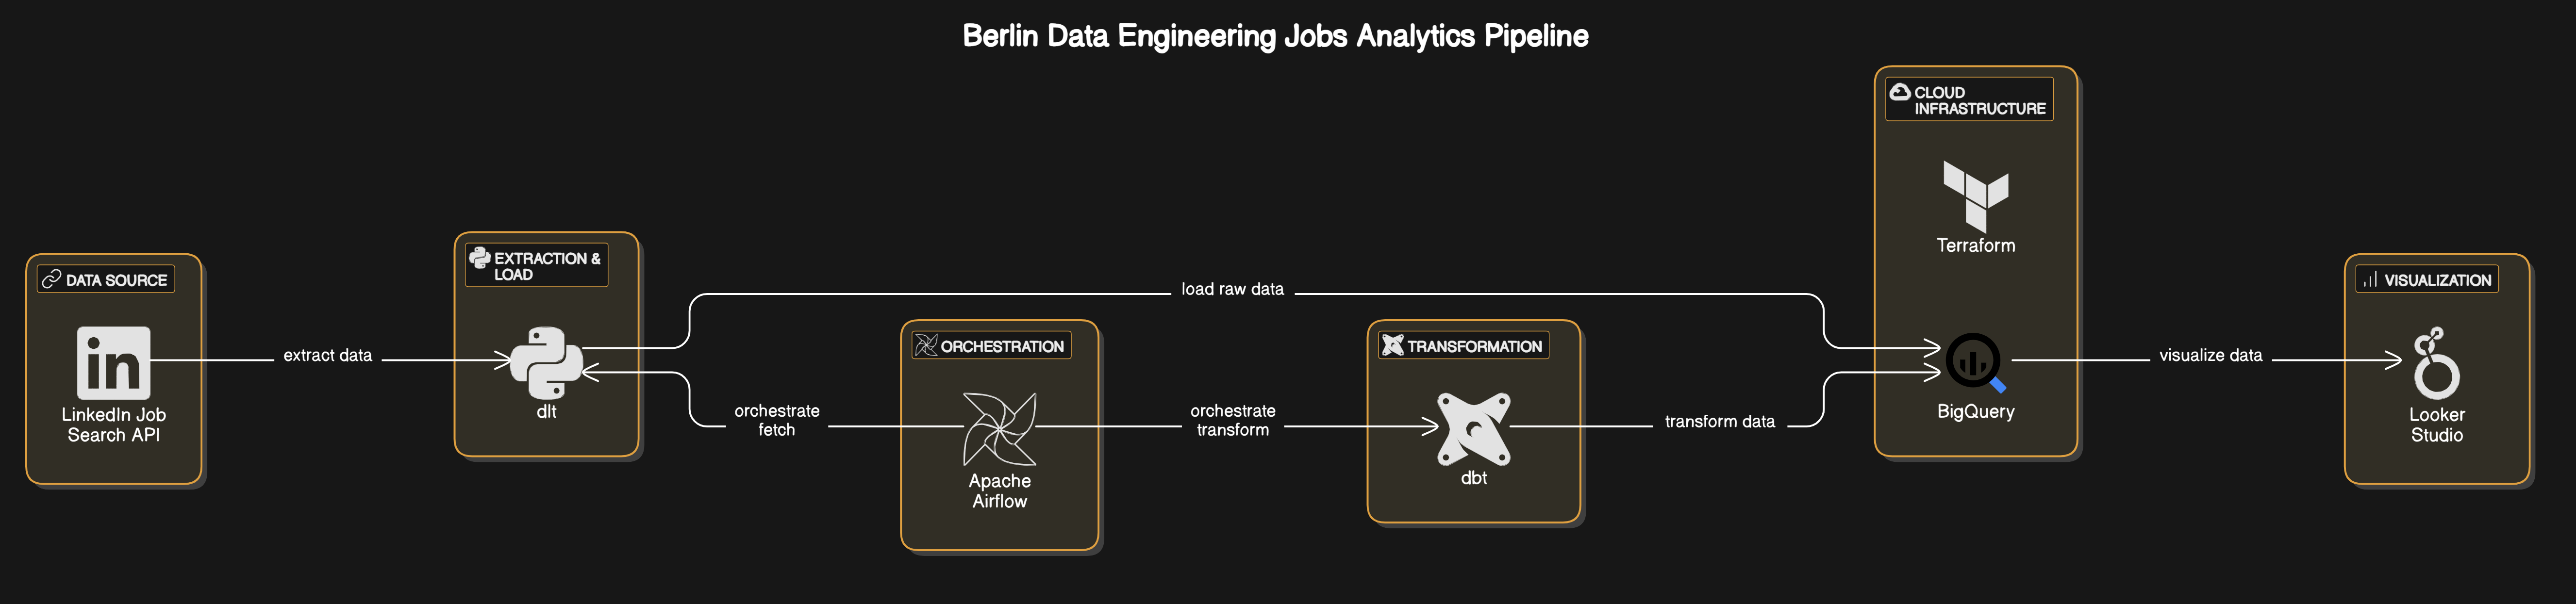 Berlin Data Engineering Jobs Analytics Pipeline
DATA SOURCE
in
LinkedIn Job
Search API
extract data
EXTRACTION &
LOAD
dlt
load raw data
orchestrate
fetch
ORCHESTRATION
Apache
Airflow
orchestrate
transform
TRANSFORMATION
dbt
transform data
CLOUD
INFRASTRUCTURE
Terraform
BigQuery
visualize data
VISUALIZATION
Looker
Studio